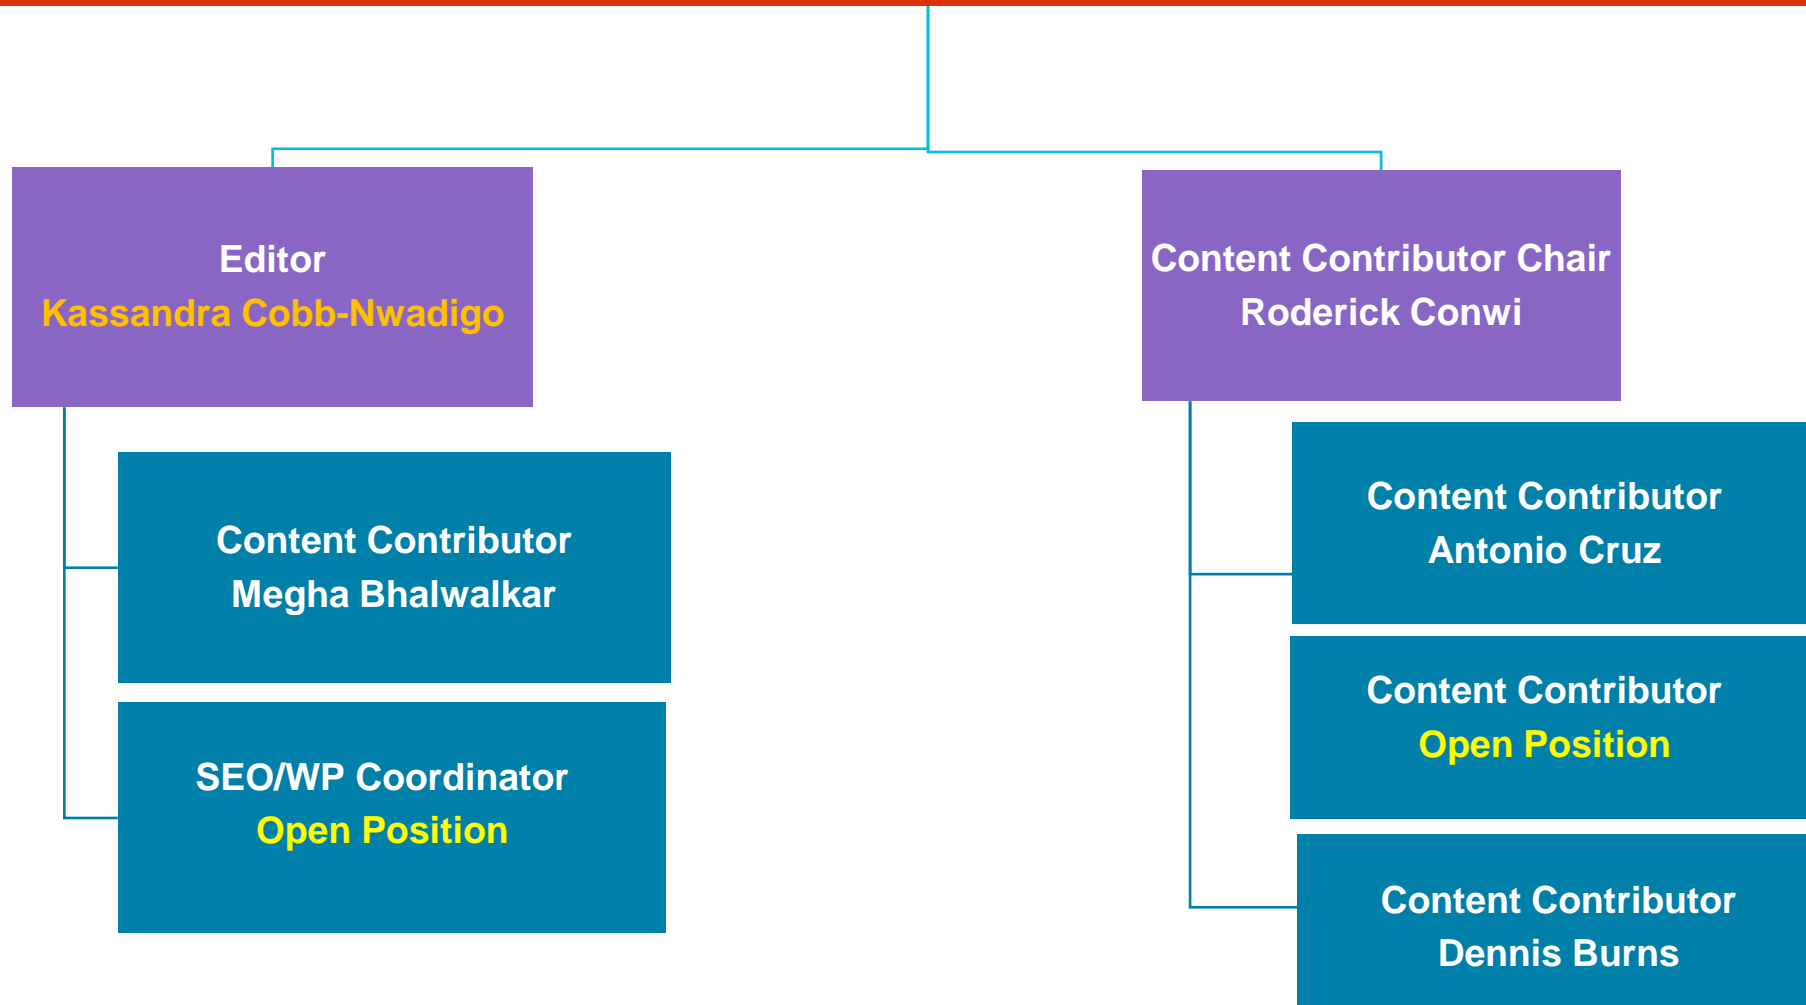 Editor
Kassandra Cobb-Nwadigo
Content Contributor
Megha Bhalwalkar
SEO/WP Coordinator
Open Position
Content Contributor Chair
Roderick Conwi
Content Contributor
Antonio Cruz
Content Contributor
Open Position
Content Contributor
Dennis Burns